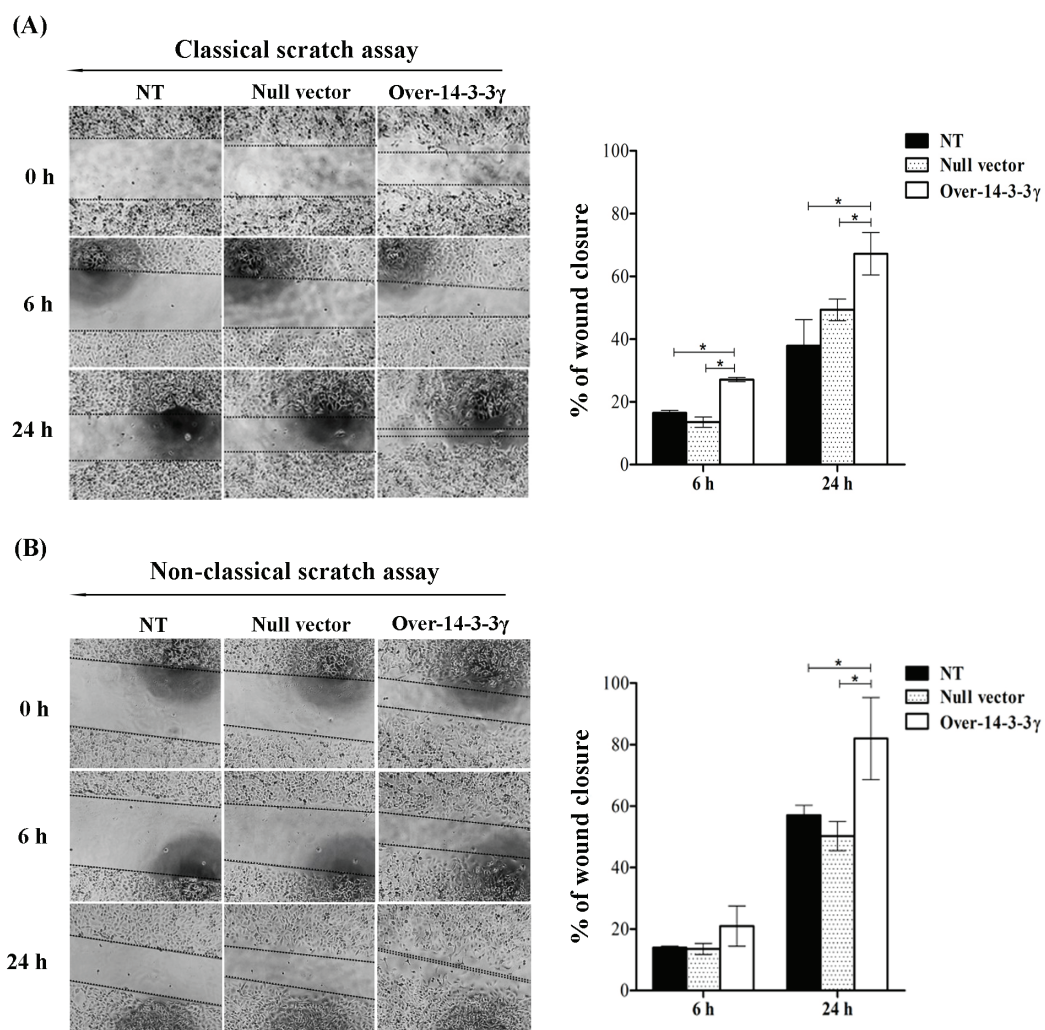 (A)
Classical scratch assay
NT Null vector Over-14-3-3γ
0 h
6 h
24 h
% of wound closure
100
80
60
40
20
0
* *
* *
6 h 24 h
NT
Null vector
Over-14-3-3γ
(B)
Non-classical scratch assay
NT Null vector Over-14-3-3γ
0 h
6 h
24 h
% of wound closure
100
80
60
40
20
0
* *
6 h 24 h
NT
Null vector
Over-14-3-3γ